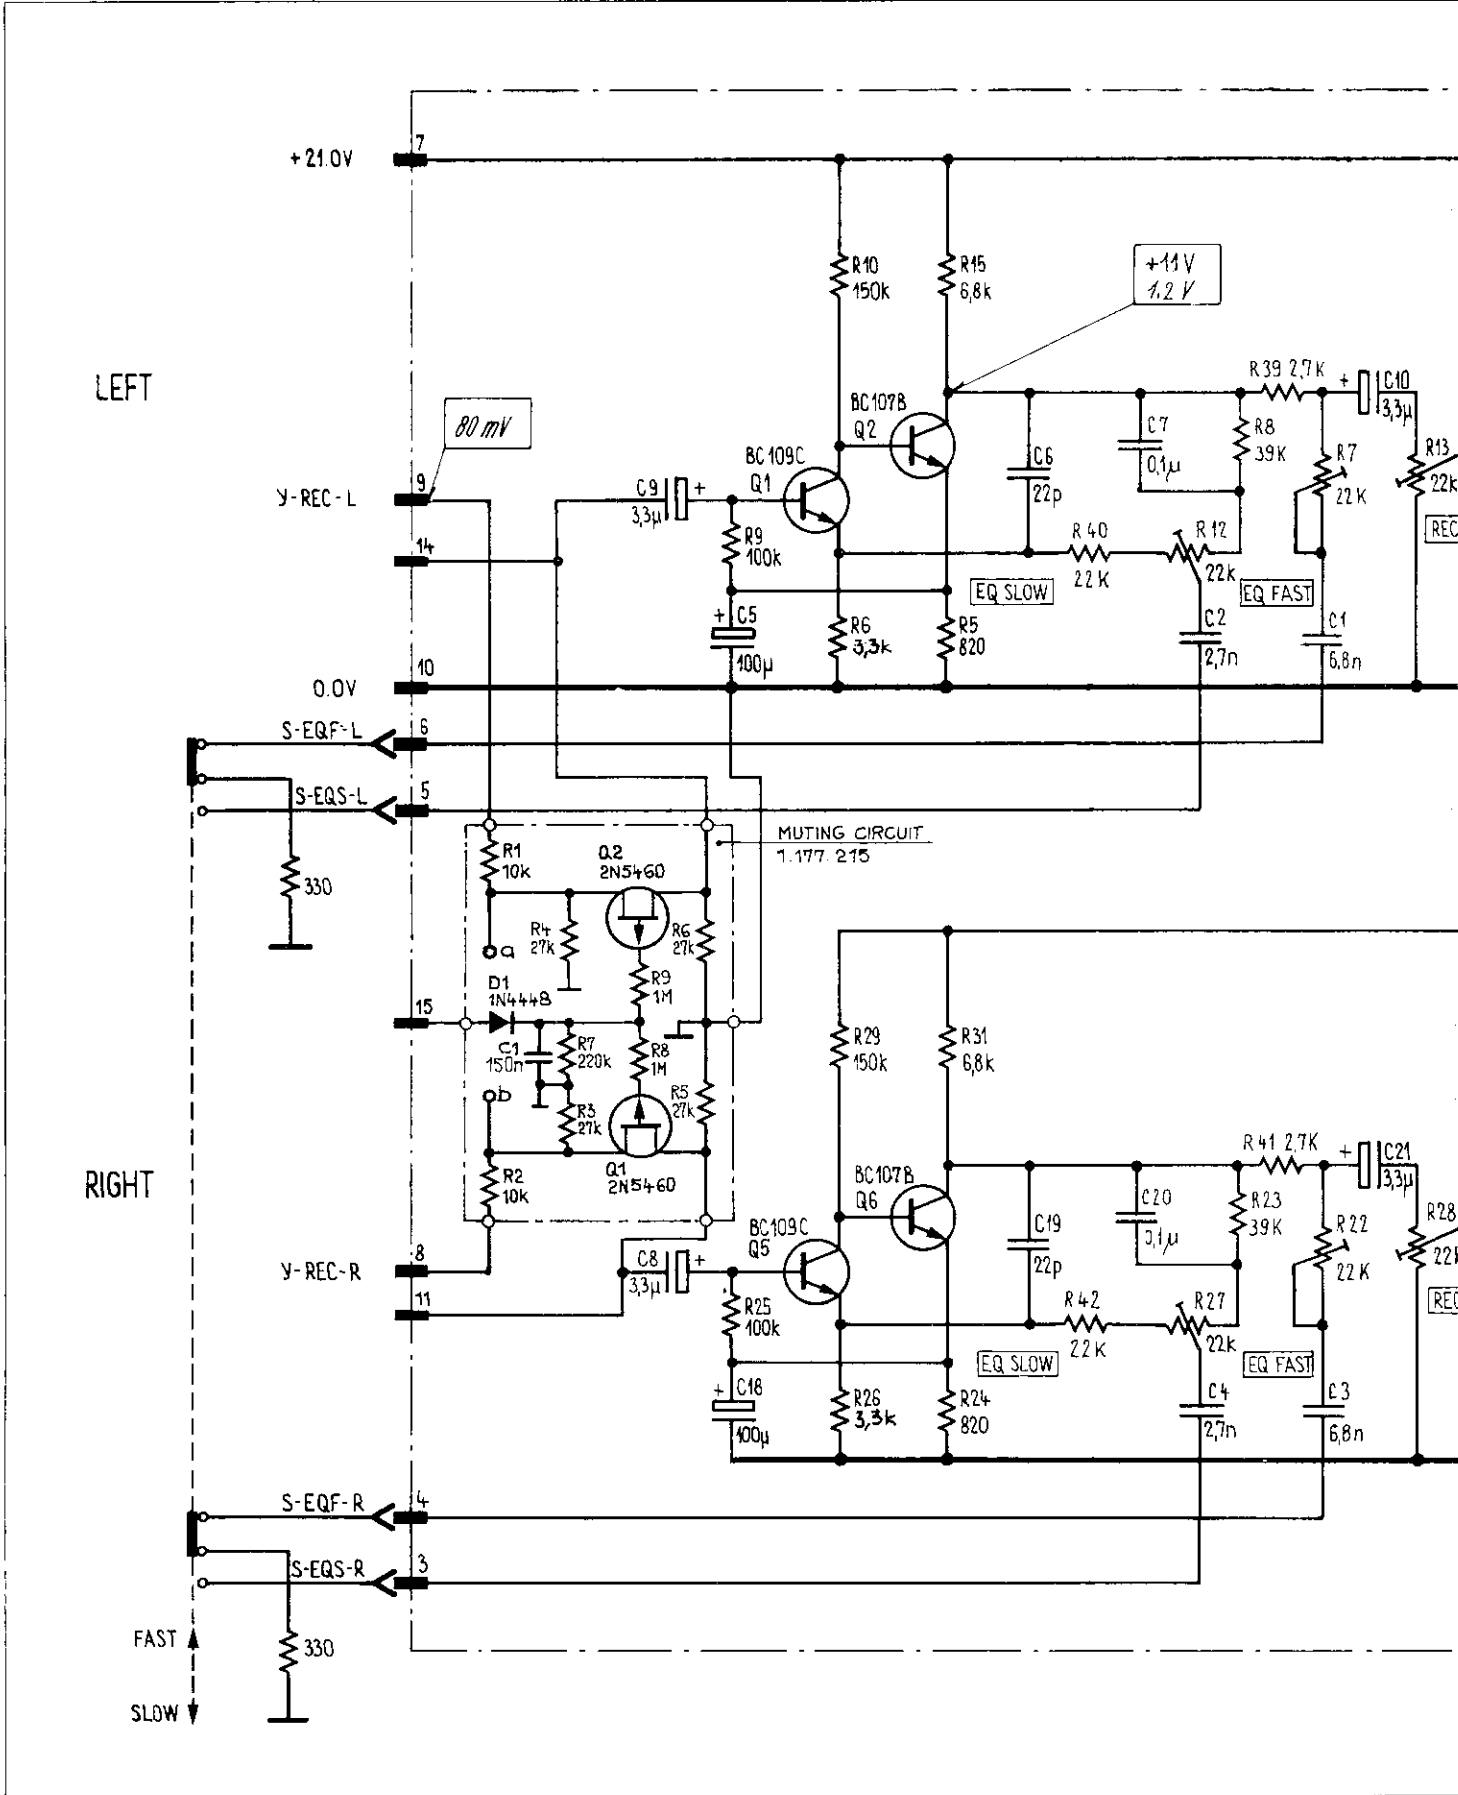 7
+21.0V
R10
150k
R15
6,8k
+11V
1.2 V
LEFT
80 mV
R39 2,7K
+
C10
3,3µ
BC107B
Q2
C7
0,1µ
R8
39K
R7
22K
R13
22k
BC109C
Q1
C6
22p
9
Y-REC-L
C9
+
3,3µ
R9
100k
14
R40
22K
R12
22k
REC
EQ SLOW
EQ FAST
+
C5
100µ
R6
3,3k
R5
820
C2
2,7n
C1
6,8n
10
0.0V
S-EQF-L
6
S-EQS-L
5
330
MUTING CIRCUIT
1.177.215
R1
10k
Q2
2N5460
R4
27k
R6
27k
a
D1
1N4448
R9
1M
15
C1
150n
R7
220k
R8
1M
R29
150k
R31
6,8k
b
R3
27k
R5
27k
R2
10k
Q1
2N5460
RIGHT
R41 2,7K
+
C21
3,3µ
BC107B
Q6
C20
0,1µ
R23
39K
R22
22K
R28
22k
BC109C
Q5
C19
22p
8
Y-REC-R
C8
+
3,3µ
11
R25
100k
R42
22K
R27
22k
REC
EQ SLOW
EQ FAST
+
C18
100µ
R26
3,3k
R24
820
C4
2,7n
C3
6,8n
S-EQF-R
4
S-EQS-R
3
FAST
330
SLOW